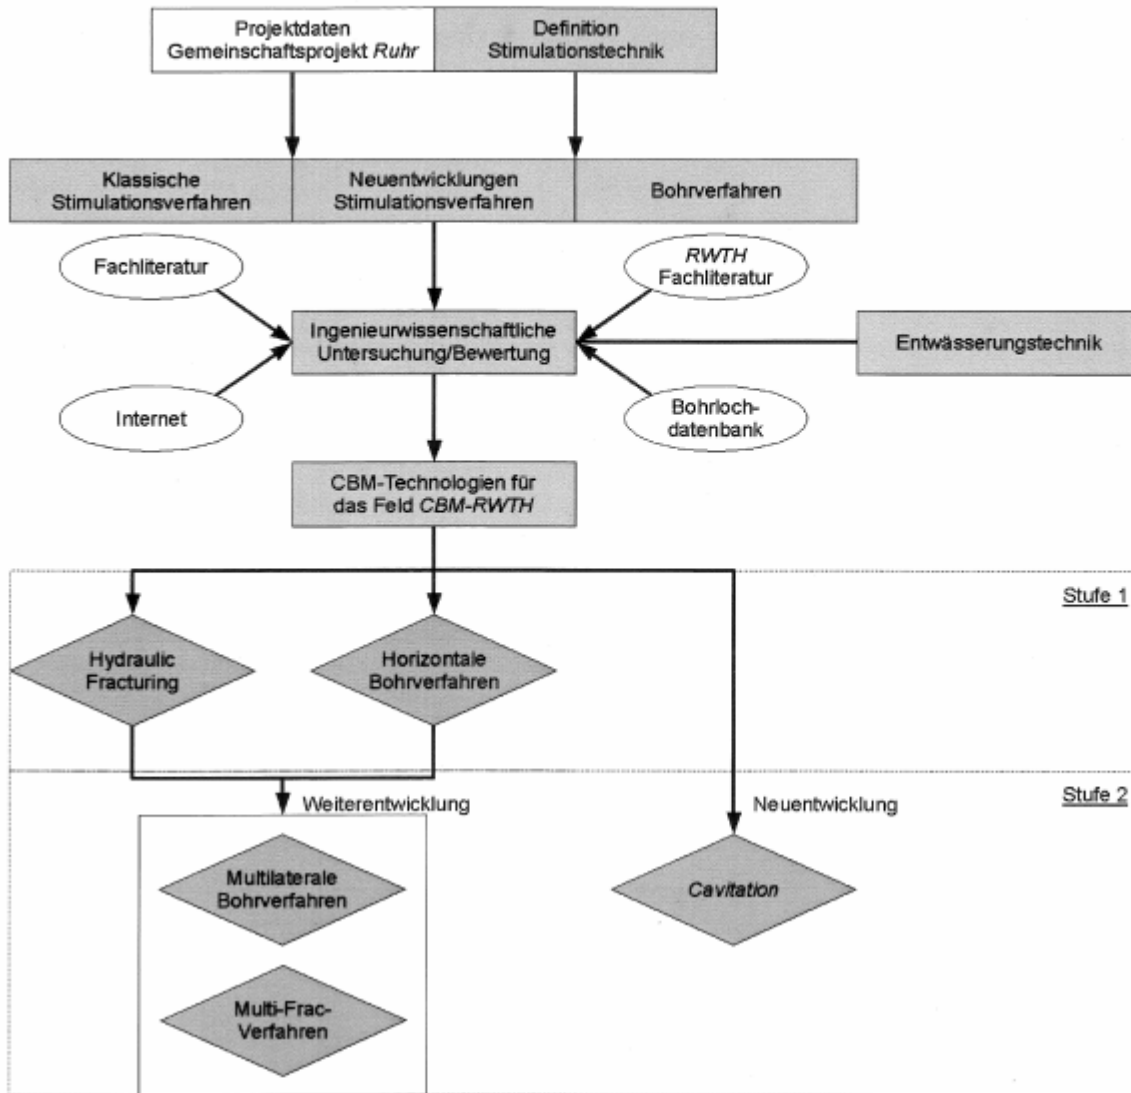 Projektdaten
Gemeinschaftsprojekt Ruhr
Definition
Stimulationstechnik
Klassische
Stimulationsverfahren
Neuentwicklungen
Stimulationsverfahren
Bohrverfahren
Fachliteratur
RWTH
Fachliteratur
Ingenieurwissenschaftliche
Untersuchung/Bewertung
Entwässerungstechnik
Internet
Bohrloch-
datenbank
CBM-Technologien für
das Feld CBM-RWTH
Stufe 1
Hydraulic
Fracturing
Horizontale
Bohrverfahren
Stufe 2
Weiterentwicklung
Neuentwicklung
Multilaterale
Bohrverfahren
Cavitation
Multi-Frac-
Verfahren